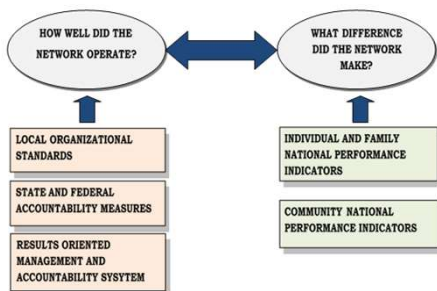 HOW WELL DID THE
NETWORK OPERATE?
WHAT DIFFERENCE
DID THE NETWORK
MAKE?
LOCAL ORGANIZATIONAL
STANDARDS
STATE AND FEDERAL
ACCOUNTABILITY MEASURES
RESULTS ORIENTED
MANAGEMENT AND
ACCOUNTABILITY SYSYTEM
INDIVIDUAL AND FAMILY
NATIONAL PERFORMANCE
INDICATORS
COMMUNITY NATIONAL
PERFORMANCE INDICATORS